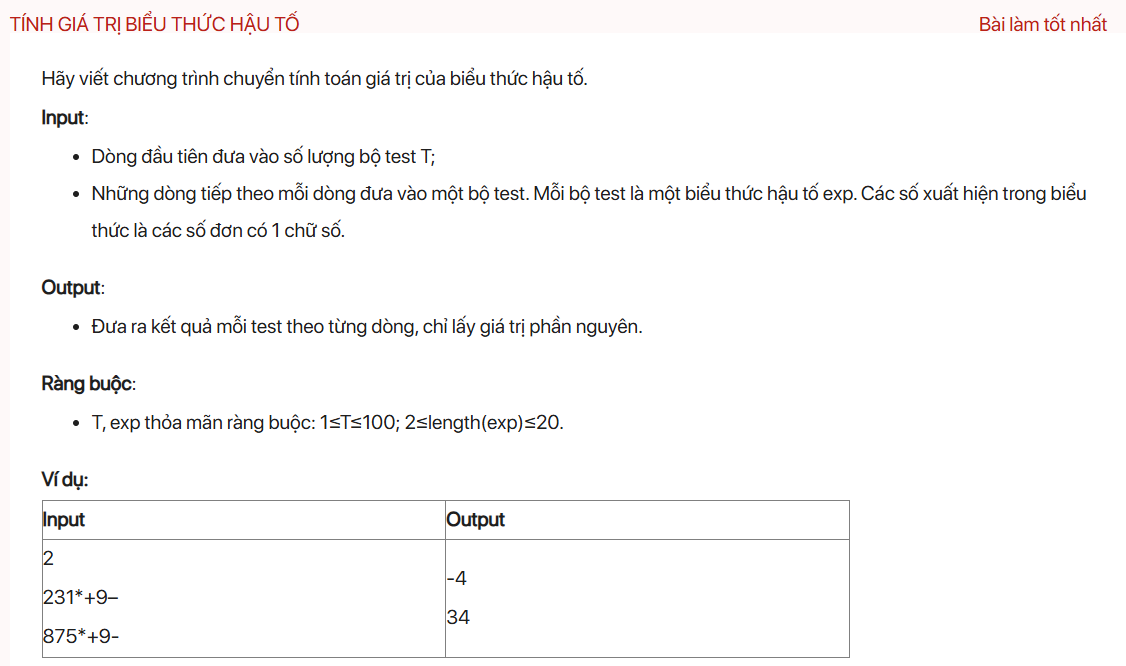 TÍNH GIÁ TRỊ BIỂU THỨC HẬU TỐ
Bài làm tốt nhất
Hãy viết chương trình chuyển tính toán giá trị của biểu thức hậu tố.
Input:
• Dòng đầu tiên đưa vào số lượng bộ test T;
• Những dòng tiếp theo mỗi dòng đưa vào một bộ test. Mỗi bộ test là một biểu thức hậu tố exp. Các số xuất hiện trong biểu
thức là các số đơn có 1 chữ số.
Output:
• Đưa ra kết quả mỗi test theo từng dòng, chỉ lấy giá trị phần nguyên.
Ràng buộc:
• T, exp thỏa mãn ràng buộc: 1≤T≤100; 2≤length(exp)≤20.
Ví dụ:
Input
Output
2
231*+9–
875*+9-
-4
34